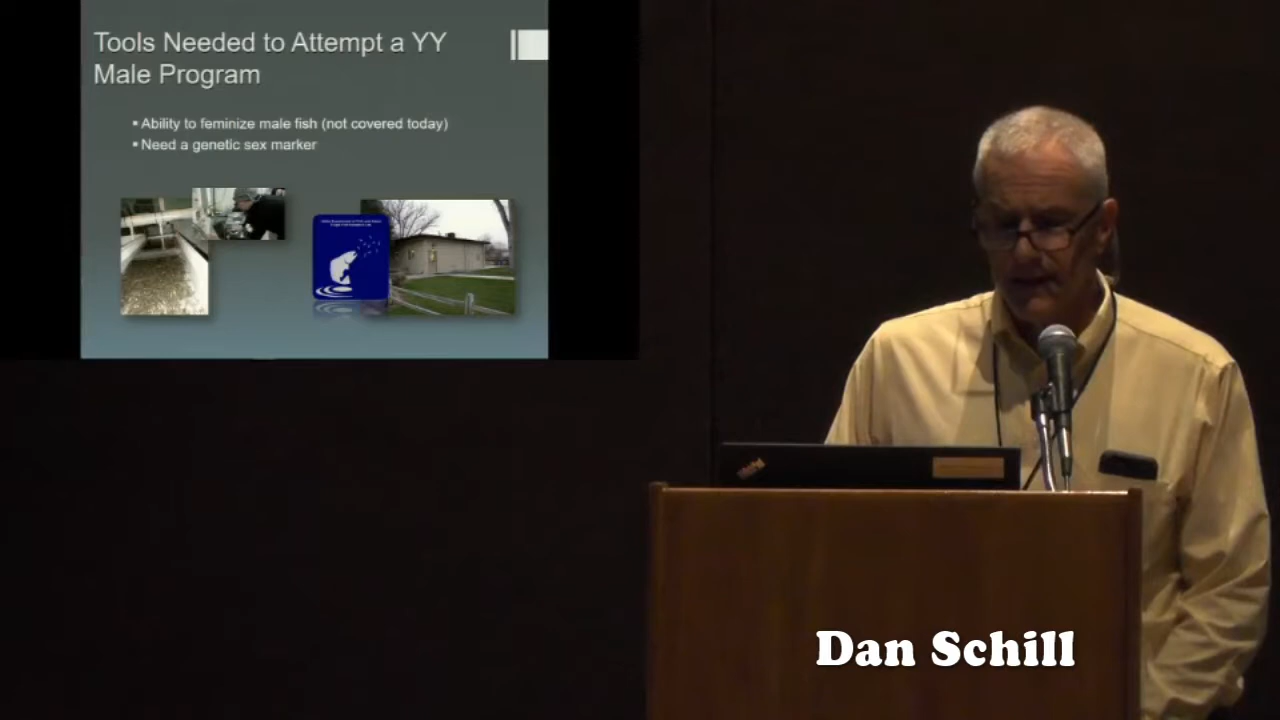 Tools Needed to Attempt a YY
Male Program
▪ Ability to feminize male fish (not covered today)
▪ Need a genetic sex marker
ThinkPad
Dan Schill